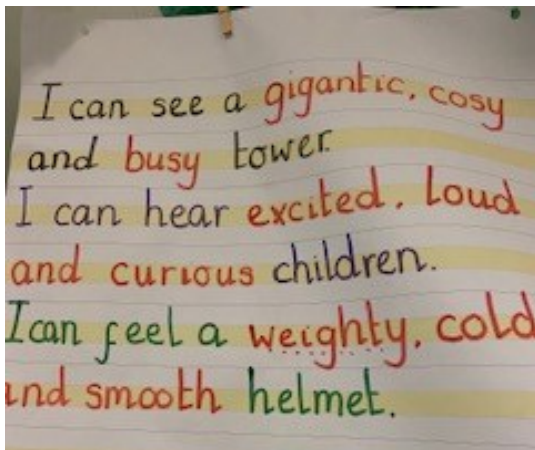 I can see a gigantic, cosy
and busy tower.
I can hear excited, loud
and curious children.
I can feel a weighty, cold
and smooth helmet.